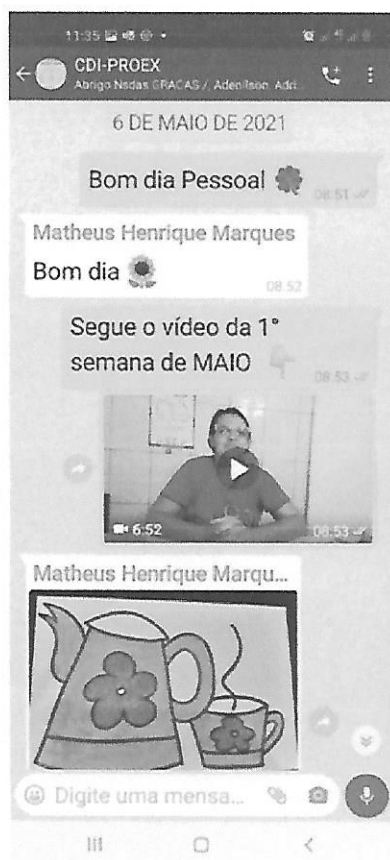 11:35
CDI-PROEX
Abrigo Nsdas GRACAS /, Adenilson, Adri...
6 DE MAIO DE 2021
Bom dia Pessoal
08:51
Matheus Henrique Marques
Bom dia
08:52
Segue o vídeo da 1°
semana de MAIO
08:53
6:52
08:53
Matheus Henrique Marqu...
Digite uma mensa...